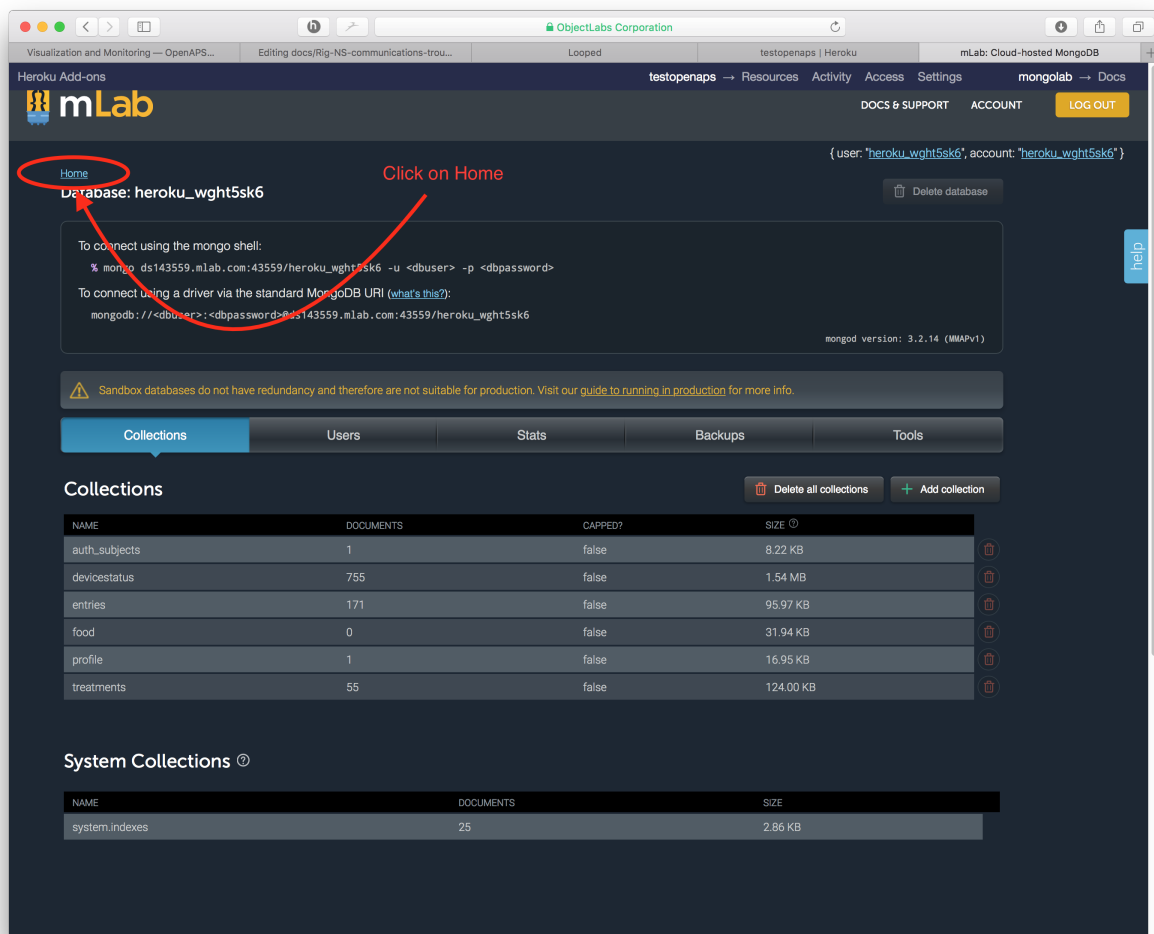 ObjectLabs Corporation
Visualization and Monitoring — OpenAPS... Editing docs/Rig-NS-communications-trou... Looped testopenaps | Heroku mLab: Cloud-hosted MongoDB
Heroku Add-ons testopenaps → Resources Activity Access Settings mongolab → Docs
mLab DOCS & SUPPORT ACCOUNT LOG OUT
{ user: "heroku_wght5sk6", account: "heroku_wght5sk6" }
Home Click on Home
Database: heroku_wght5sk6 Delete database
To connect using the mongo shell:
% mongo ds143559.mlab.com:43559/heroku_wght5sk6 -u <dbuser> -p <dbpassword>
To connect using a driver via the standard MongoDB URI (what's this?):
mongodb://<dbuser>:<dbpassword>@ds143559.mlab.com:43559/heroku_wght5sk6
mongod version: 3.2.14 (MMAPv1)
help
Sandbox databases do not have redundancy and therefore are not suitable for production. Visit our guide to running in production for more info.
Collections Users Stats Backups Tools
Collections Delete all collections + Add collection
NAME DOCUMENTS CAPPED? SIZE ?
auth_subjects 1 false 8.22 KB
devicestatus 755 false 1.54 MB
entries 171 false 95.97 KB
food 0 false 31.94 KB
profile 1 false 16.95 KB
treatments 55 false 124.00 KB
System Collections ?
NAME DOCUMENTS SIZE
system.indexes 25 2.86 KB